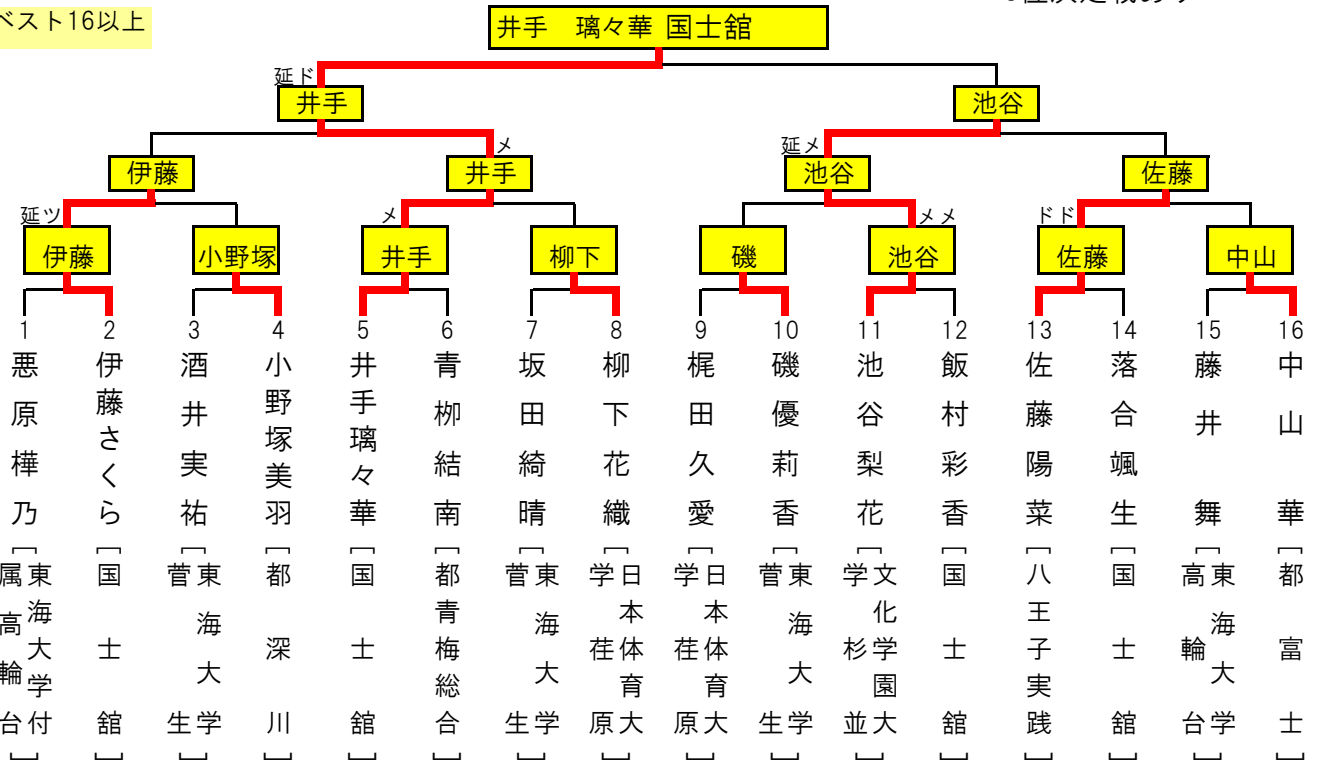 ベスト16以上
井手 璃々華 国士舘
延ド
井手
池谷
メ
延メ
伊藤
井手
池谷
佐藤
延ツ
メ
メメ
ドド
伊藤
小野塚
井手
柳下
磯
池谷
佐藤
中山
1 2 3 4 5 6 7 8 9 10 11 12 13 14 15 16
悪原樺乃
[東海大学付属高輪台]
伊藤さくら
[国士舘]
酒井実祐
[東海大学菅生]
小野塚美羽
[都深川]
井手璃々華
[国士舘]
青栁結南
[都青梅総合]
坂田綺晴
[東海大学菅生]
柳下花織
[日本体育大学荏原]
梶田久愛
[日本体育大学荏原]
磯優莉香
[東海大学菅生]
池谷梨花
[文化学園大学杉並]
飯村彩香
[国士舘]
佐藤陽菜
[八王子実践]
落合颯生
[国士舘]
藤井 舞
[東海大学高輪台]
中山 華
[都富士]